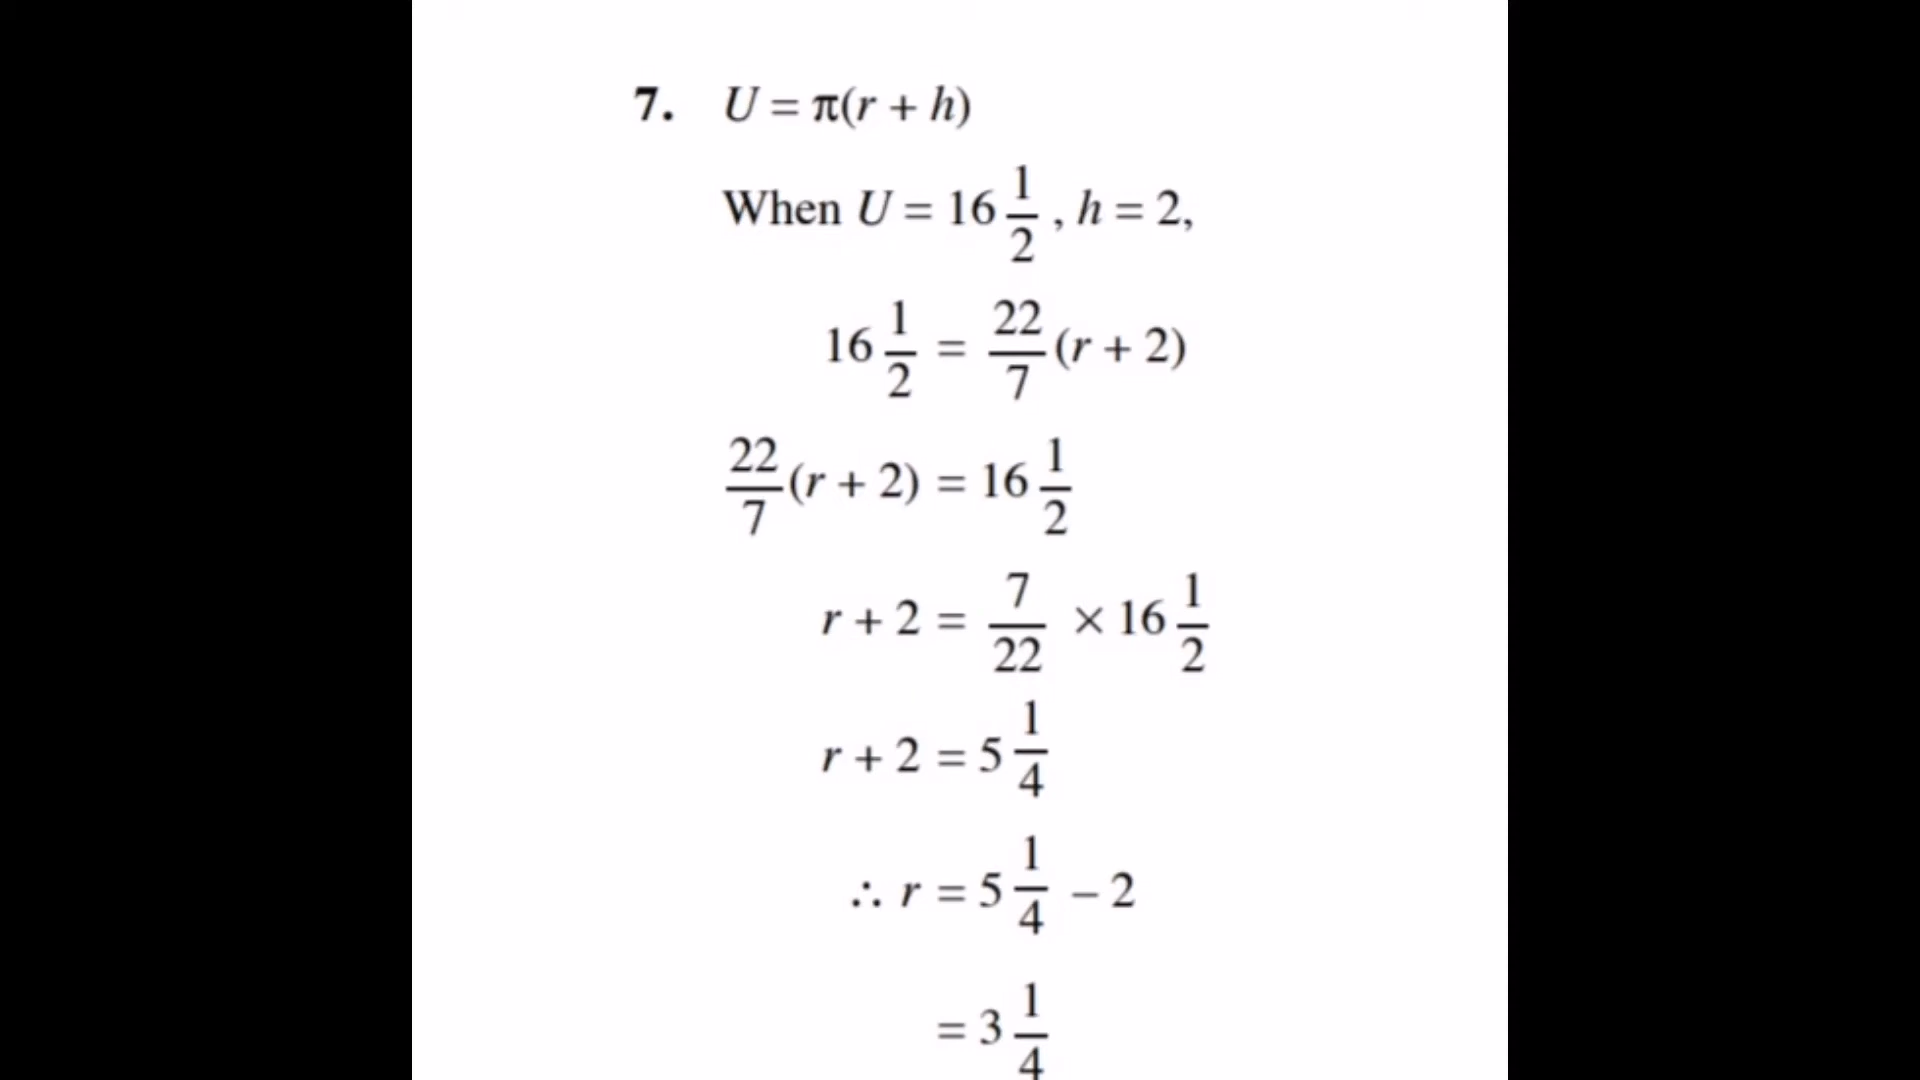 7. U = π(r + h)
When U = 16 1/2 , h = 2,
16 1/2 = 22/7 (r + 2)
22/7 (r + 2) = 16 1/2
r + 2 = 7/22 × 16 1/2
r + 2 = 5 1/4
∴ r = 5 1/4 – 2
= 3 1/4